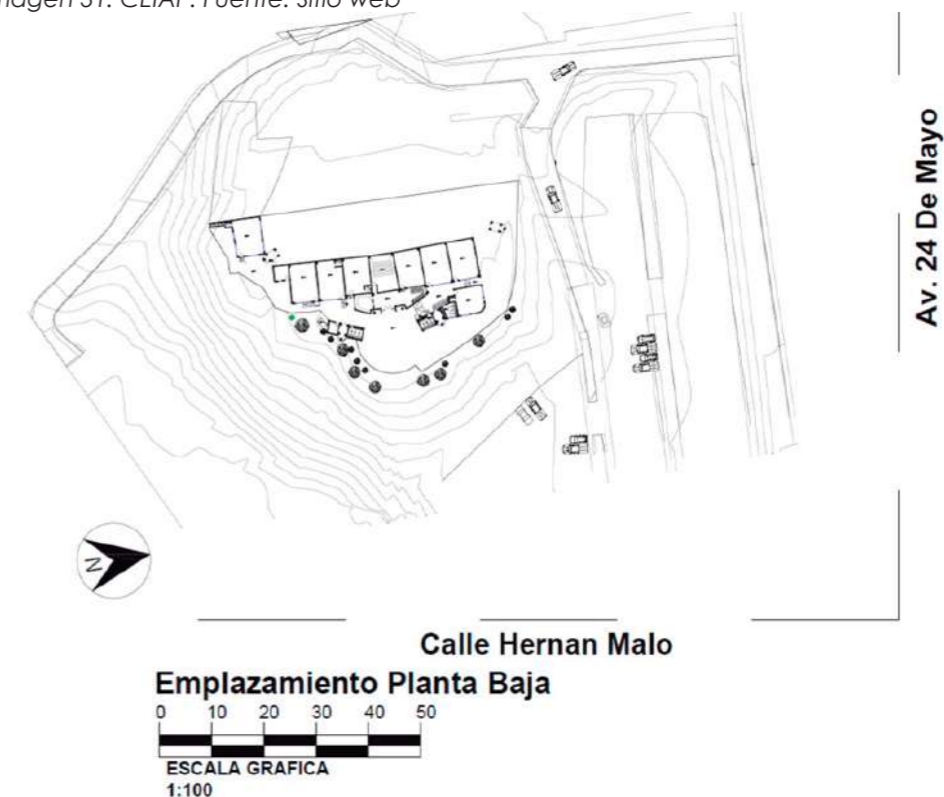 Imagen 31. CEIAP. Fuente: Sitio web
Av. 24 De Mayo
N
Calle Hernan Malo
Emplazamiento Planta Baja
0 10 20 30 40 50
ESCALA GRAFICA
1:100